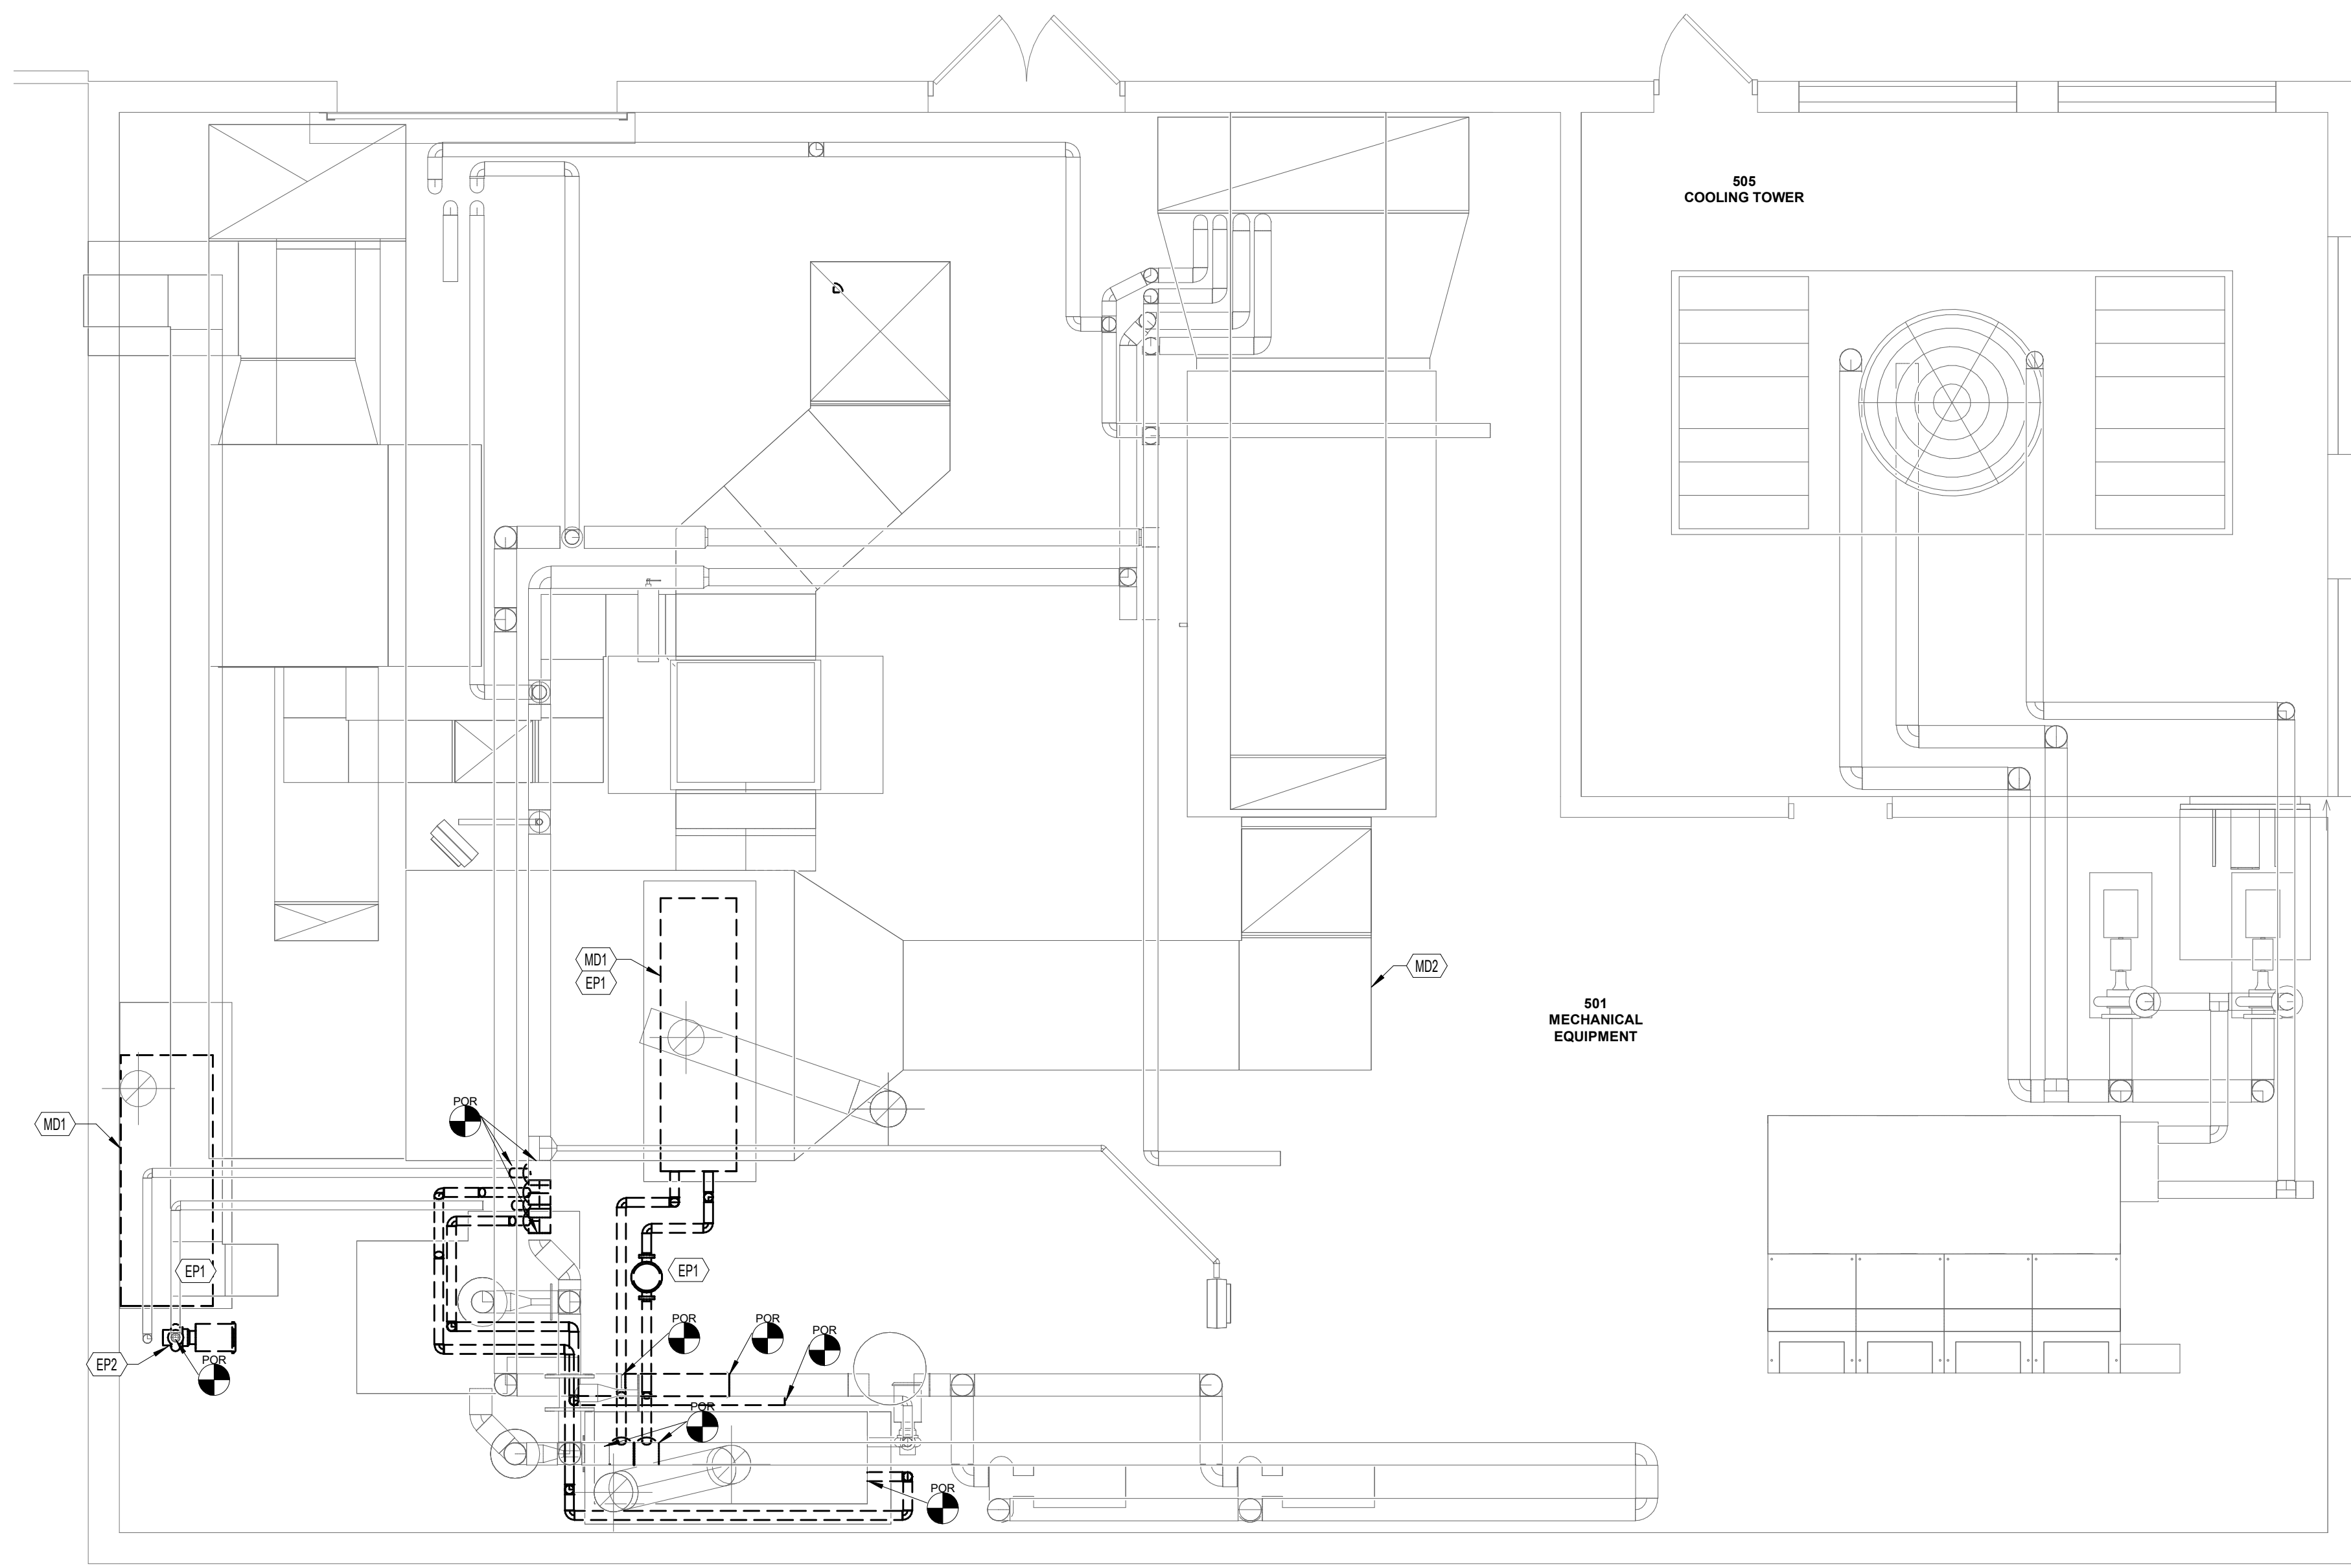 505
COOLING TOWER
MD1
EP1
MD2
501
MECHANICAL
EQUIPMENT
POR
MD1
EP1
EP1
POR
POR
POR
EP2
POR
POR
POR